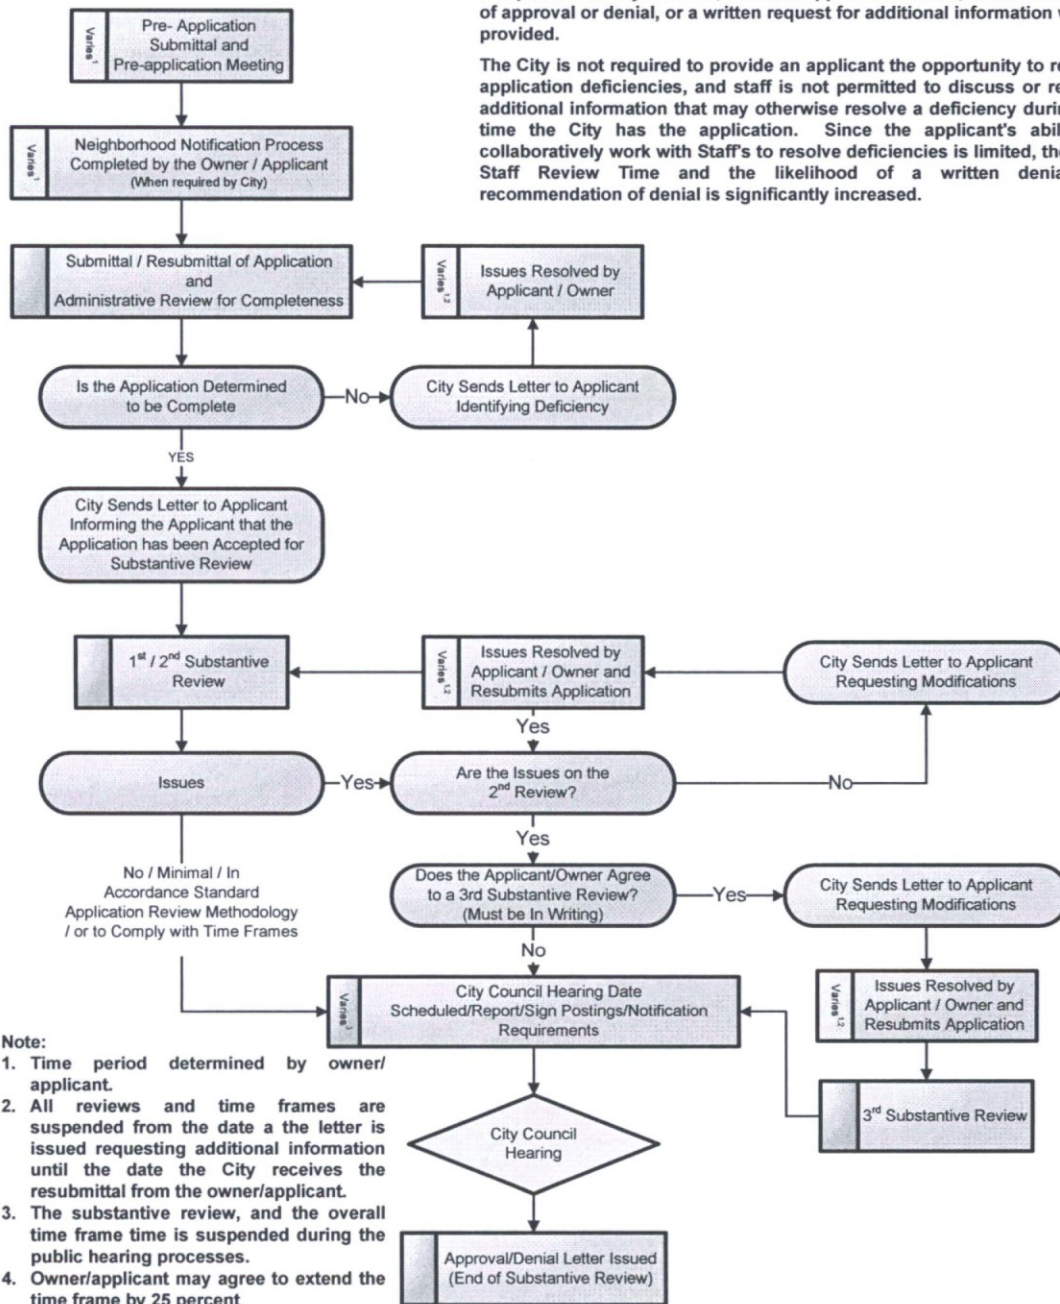 of approval or denial, or a written request for additional information
provided.
The City is not required to provide an applicant the opportunity to
application deficiencies, and staff is not permitted to discuss or
additional information that may otherwise resolve a deficiency
time the City has the application. Since the applicant's
collaboratively work with Staff's to resolve deficiencies is limited,
Staff Review Time and the likelihood of a written
recommendation of denial is significantly increased.
Varies1
Pre- Application
Submittal and
Pre-application Meeting
Varies1
Neighborhood Notification Process
Completed by the Owner / Applicant
(When required by City)
Submittal / Resubmittal of Application
and
Administrative Review for Completeness
Varies1,2
Issues Resolved by
Applicant / Owner
Is the Application Determined
to be Complete
No
City Sends Letter to Applicant
Identifying Deficiency
YES
City Sends Letter to Applicant
Informing the Applicant that the
Application has been Accepted for
Substantive Review
1st / 2nd Substantive
Review
Varies1,2
Issues Resolved by
Applicant / Owner and
Resubmits Application
City Sends Letter to Applicant
Requesting Modifications
Yes
Issues
Yes
Are the Issues on the
2nd Review?
No
Yes
No / Minimal / In
Accordance Standard
Application Review Methodology
/ or to Comply with Time Frames
Does the Applicant/Owner Agree
to a 3rd Substantive Review?
(Must be In Writing)
Yes
City Sends Letter to Applicant
Requesting Modifications
No
Varies3
City Council Hearing Date
Scheduled/Report/Sign Postings/Notification
Requirements
Varies1,2
Issues Resolved by
Applicant / Owner and
Resubmits Application
3rd Substantive Review
City Council
Hearing
Approval/Denial Letter Issued
(End of Substantive Review)
Note:
1. Time period determined by owner/
applicant.
2. All reviews and time frames are
suspended from the date a the letter is
issued requesting additional information
until the date the City receives the
resubmittal from the owner/applicant.
3. The substantive review, and the overall
time frame time is suspended during the
public hearing processes.
4. Owner/applicant may agree to extend the
time frame by 25 percent